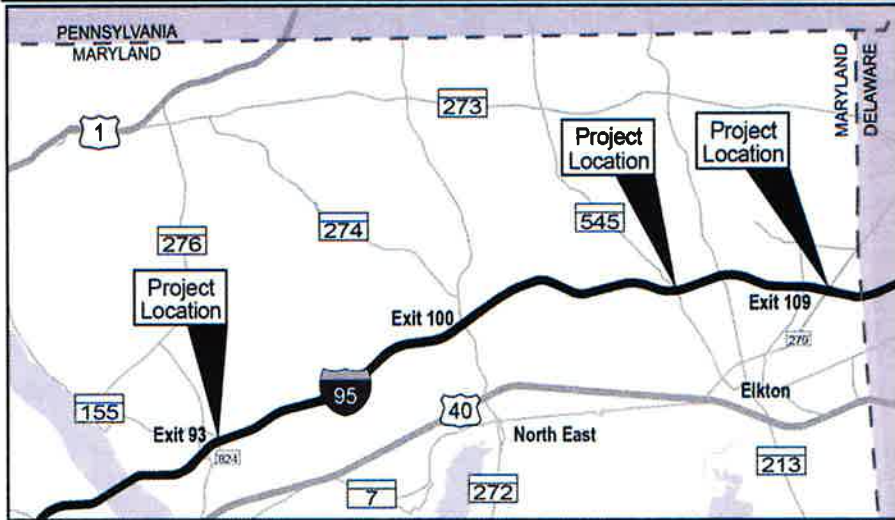 PENNSYLVANIA
MARYLAND
MARYLAND
DELAWARE
1
273
Project
Location
Project
Location
545
276
274
Project
Location
Exit 100
Exit 109
279
95
155
Exit 93
824
40
Elkton
North East
213
7
272